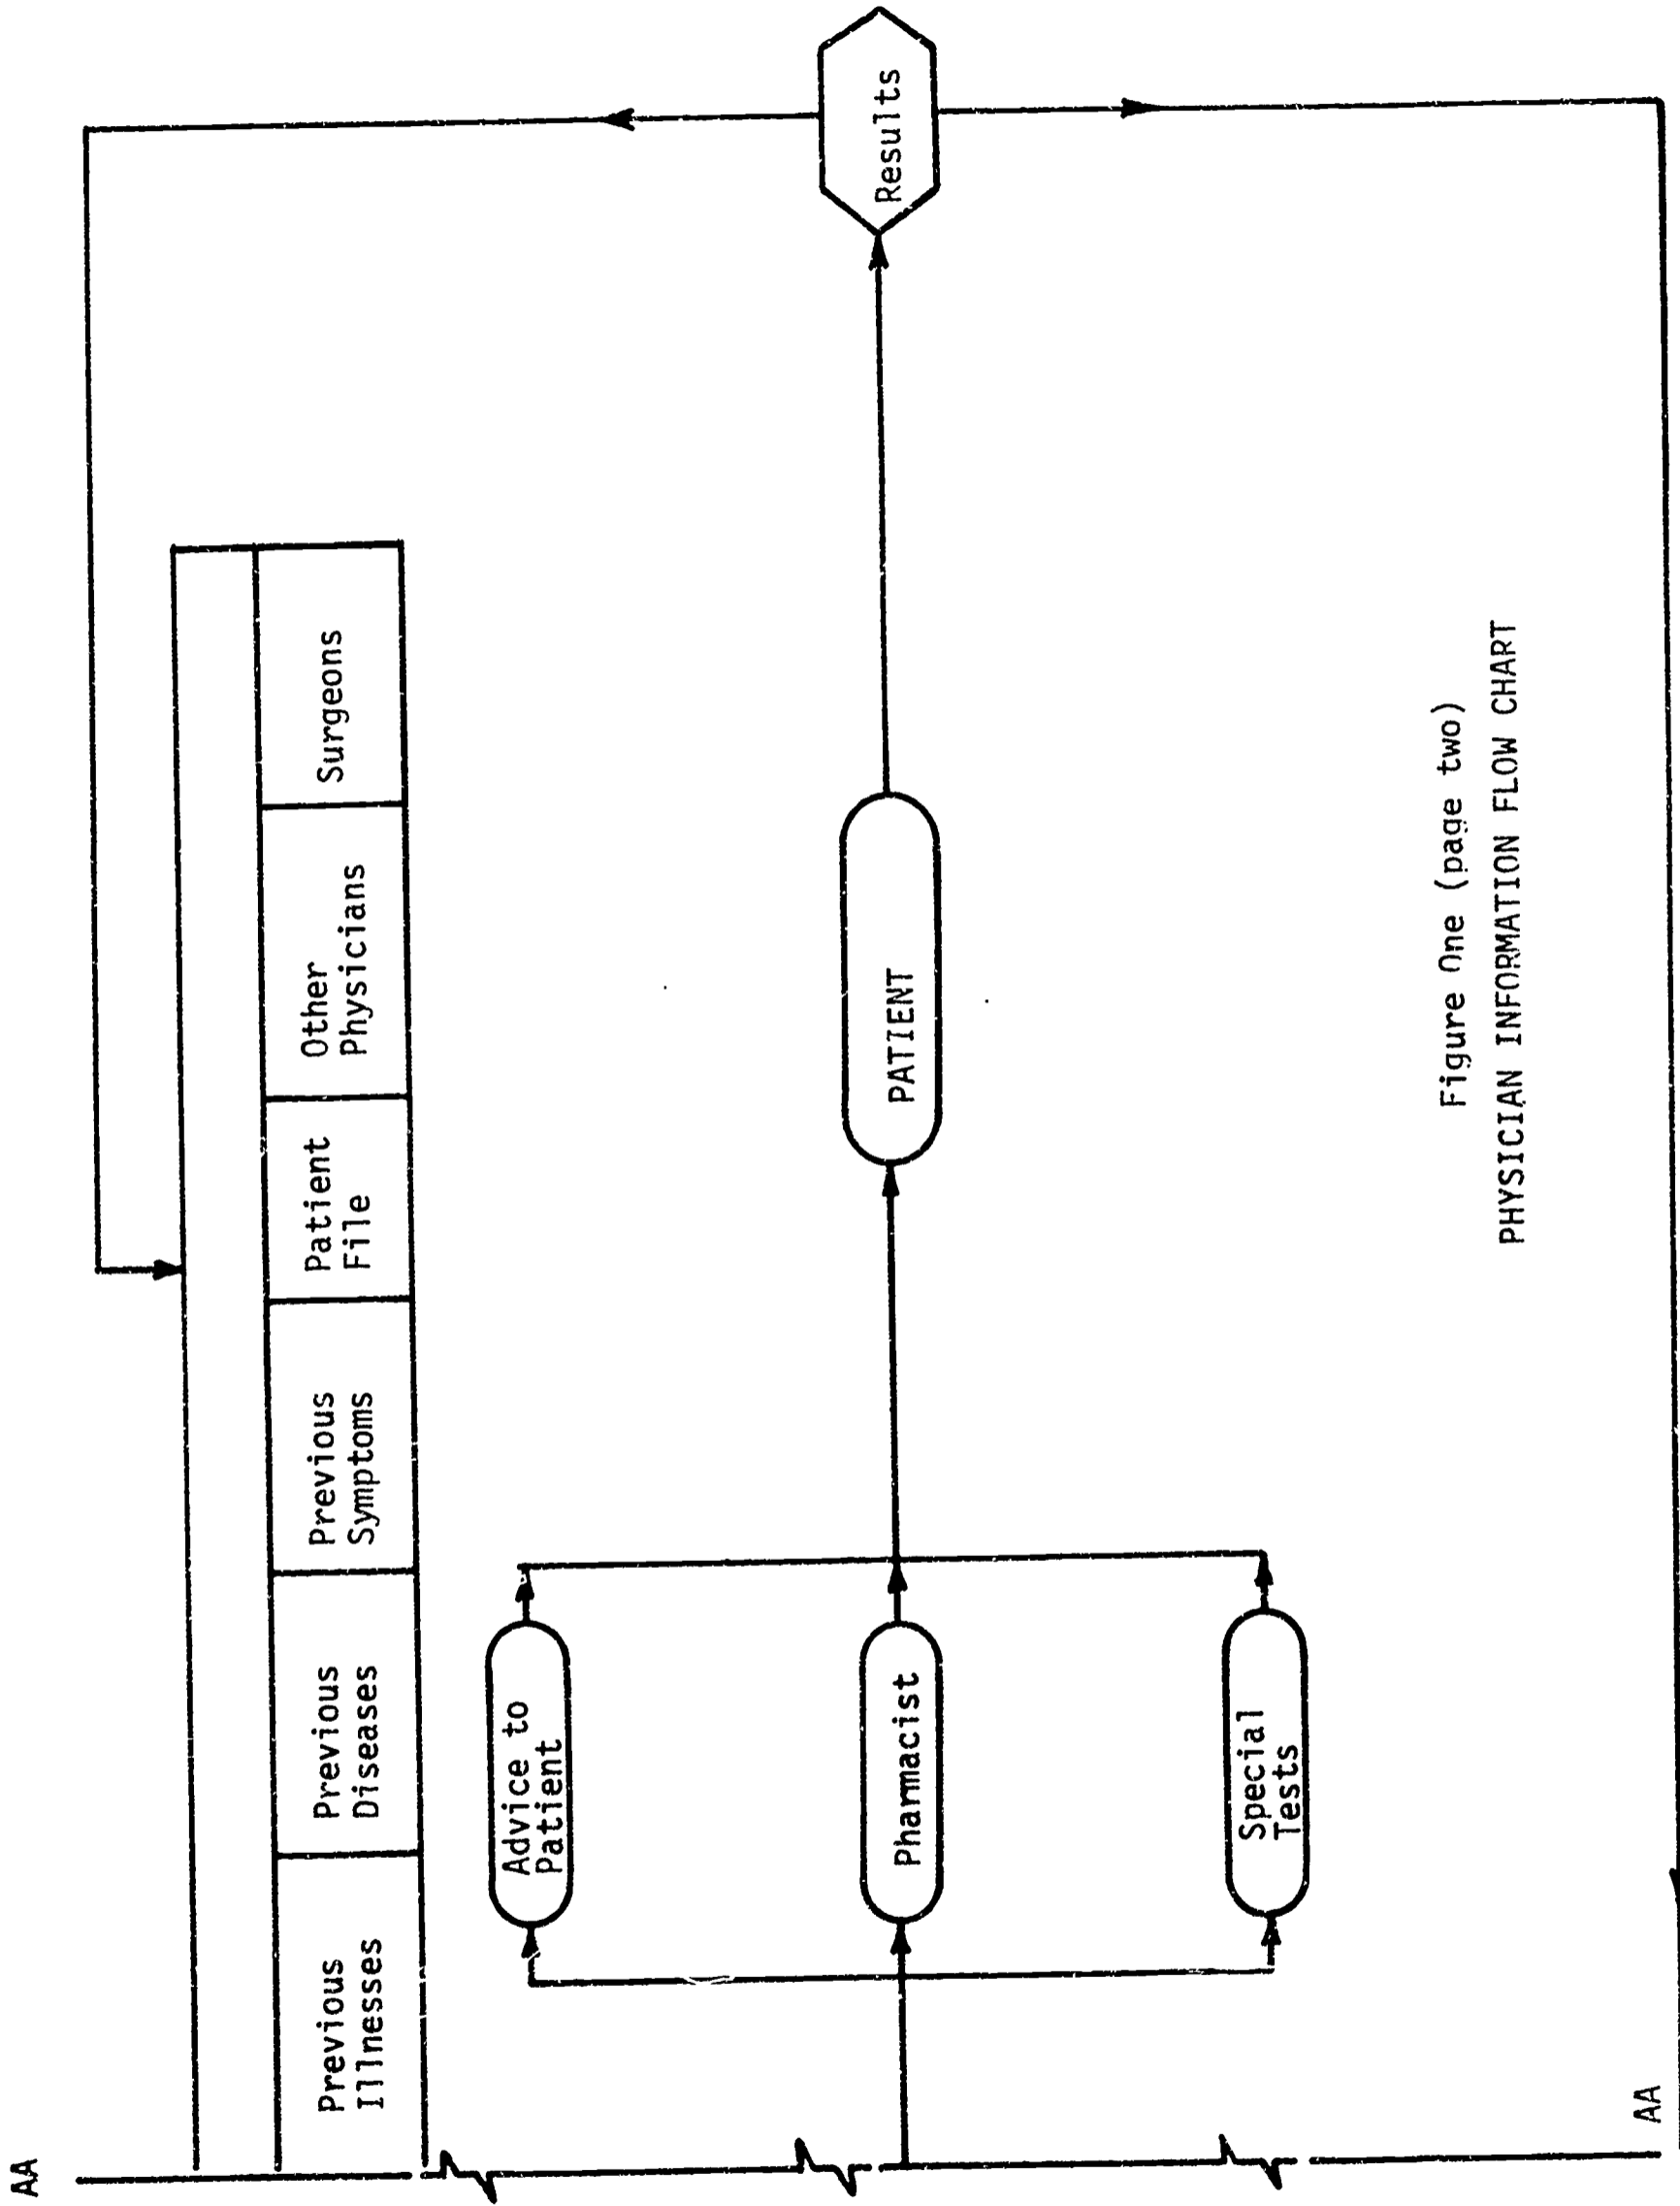 AA
Previous
Illnesses
Previous
Diseases
Previous
Symptoms
Patient
File
Other
Physicians
Surgeons
Advice to
Patient
Pharmacist
Special
Tests
PATIENT
Results
AA
Figure One (page two)
PHYSICIAN INFORMATION FLOW CHART